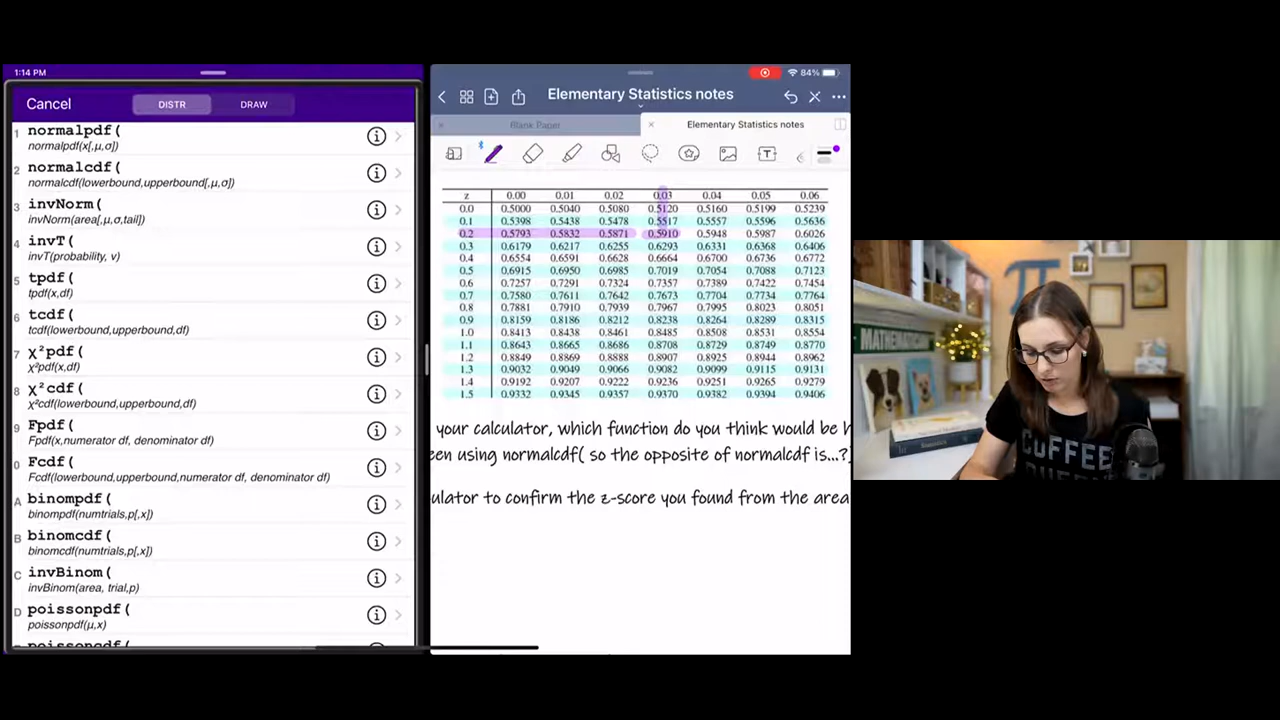 1:14 PM
Cancel DISTR DRAW
1 normalpdf(
normalpdf(x[,μ,σ])
2 normalcdf(
normalcdf(lowerbound,upperbound[,μ,σ])
3 invNorm(
invNorm(area[,μ,σ,tail])
4 invT(
invT(probability, ν)
5 tpdf(
tpdf(x,df)
6 tcdf(
tcdf(lowerbound,upperbound,df)
7 χ²pdf(
χ²pdf(x,df)
8 χ²cdf(
χ²cdf(lowerbound,upperbound,df)
9 Fpdf(
Fpdf(x,numerator df, denominator df)
0 Fcdf(
Fcdf(lowerbound,upperbound,numerator df, denominator df)
A binompdf(
binompdf(numtrials,p[,x])
B binomcdf(
binomcdf(numtrials,p[,x])
C invBinom(
invBinom(area, trial,p)
D poissonpdf(
poissonpdf(μ,x)
poissoncdf(
84%
Elementary Statistics notes
Blank Paper
Elementary Statistics notes
z 0.00 0.01 0.02 0.03 0.04 0.05 0.06
0.0 0.5000 0.5040 0.5080 0.5120 0.5160 0.5199 0.5239
0.1 0.5398 0.5438 0.5478 0.5517 0.5557 0.5596 0.5636
0.2 0.5793 0.5832 0.5871 0.5910 0.5948 0.5987 0.6026
0.3 0.6179 0.6217 0.6255 0.6293 0.6331 0.6368 0.6406
0.4 0.6554 0.6591 0.6628 0.6664 0.6700 0.6736 0.6772
0.5 0.6915 0.6950 0.6985 0.7019 0.7054 0.7088 0.7123
0.6 0.7257 0.7291 0.7324 0.7357 0.7389 0.7422 0.7454
0.7 0.7580 0.7611 0.7642 0.7673 0.7704 0.7734 0.7764
0.8 0.7881 0.7910 0.7939 0.7967 0.7995 0.8023 0.8051
0.9 0.8159 0.8186 0.8212 0.8238 0.8264 0.8289 0.8315
1.0 0.8413 0.8438 0.8461 0.8485 0.8508 0.8531 0.8554
1.1 0.8643 0.8665 0.8686 0.8708 0.8729 0.8749 0.8770
1.2 0.8849 0.8869 0.8888 0.8907 0.8925 0.8944 0.8962
1.3 0.9032 0.9049 0.9066 0.9082 0.9099 0.9115 0.9131
1.4 0.9192 0.9207 0.9222 0.9236 0.9251 0.9265 0.9279
1.5 0.9332 0.9345 0.9357 0.9370 0.9382 0.9394 0.9406
your calculator, which function do you think would be h
een using normalcdf( so the opposite of normalcdf is...?)
ulator to confirm the z-score you found from the area
MATHEMATICI
Statistics
COFFEE